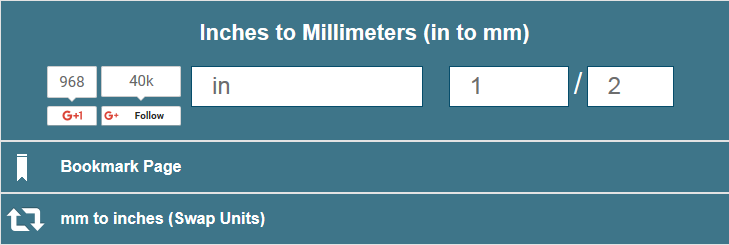 Inches to Millimeters (in to mm)
968 40k in 1 / 2
G+1 G+ Follow
Bookmark Page
mm to inches (Swap Units)